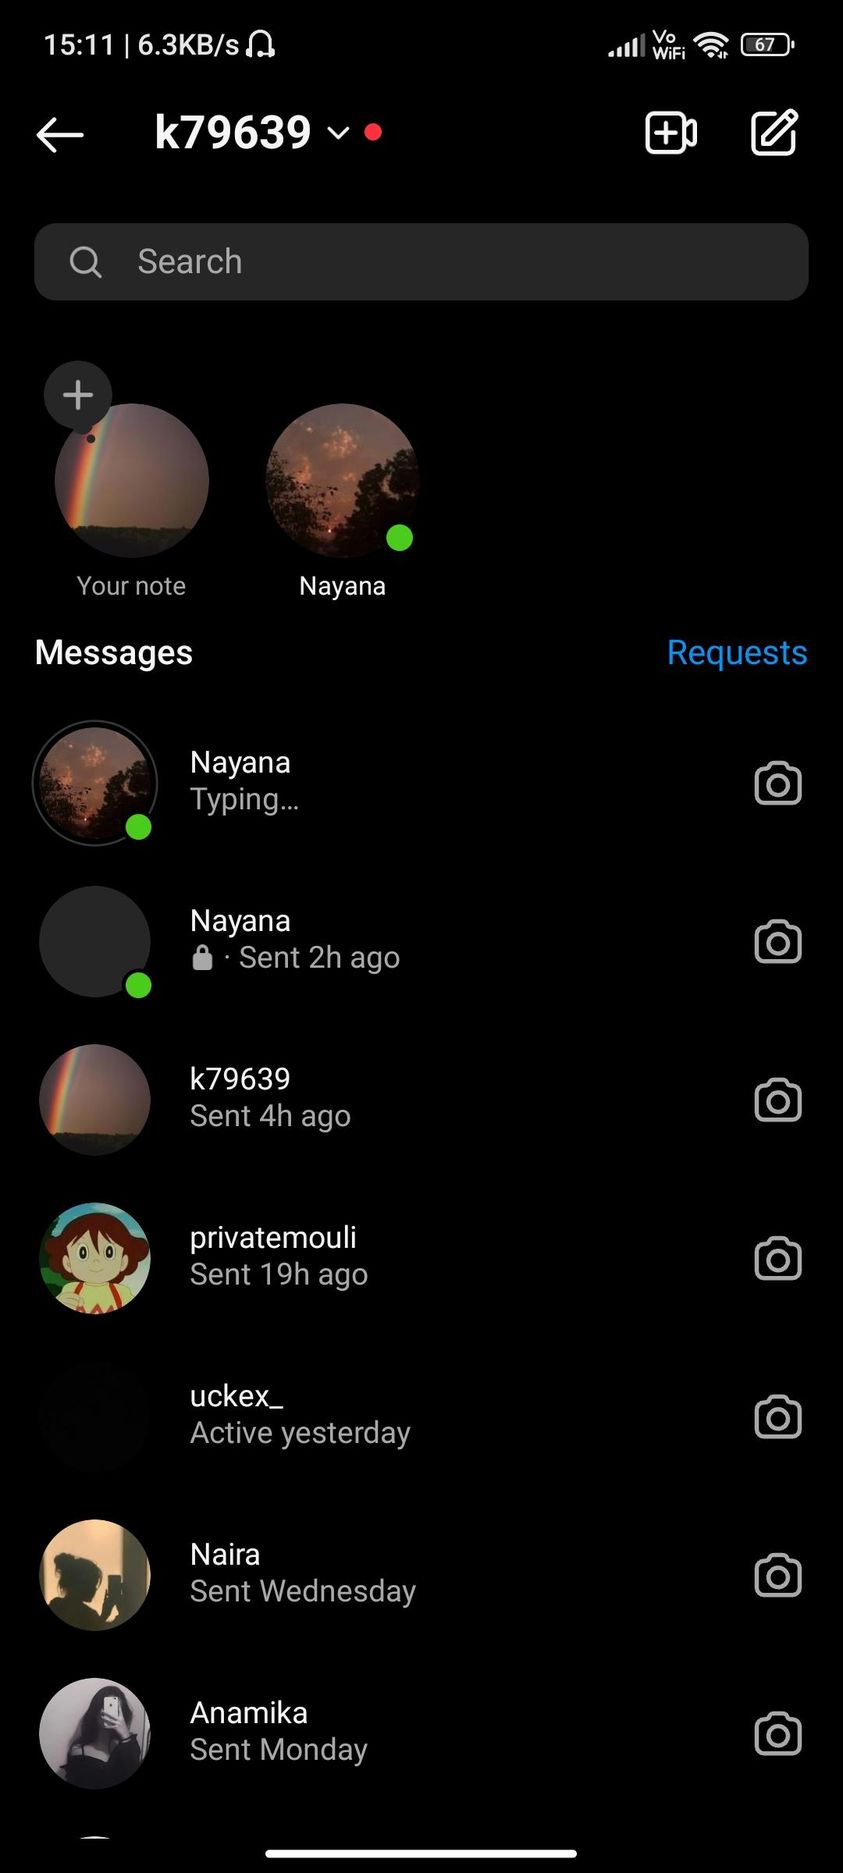 15:11 | 6.3KB/s
Vo
WiFi
67
k79639
Search
Your note
Nayana
Messages
Requests
Nayana
Typing...
Nayana
· Sent 2h ago
k79639
Sent 4h ago
privatemouli
Sent 19h ago
uckex_
Active yesterday
Naira
Sent Wednesday
Anamika
Sent Monday